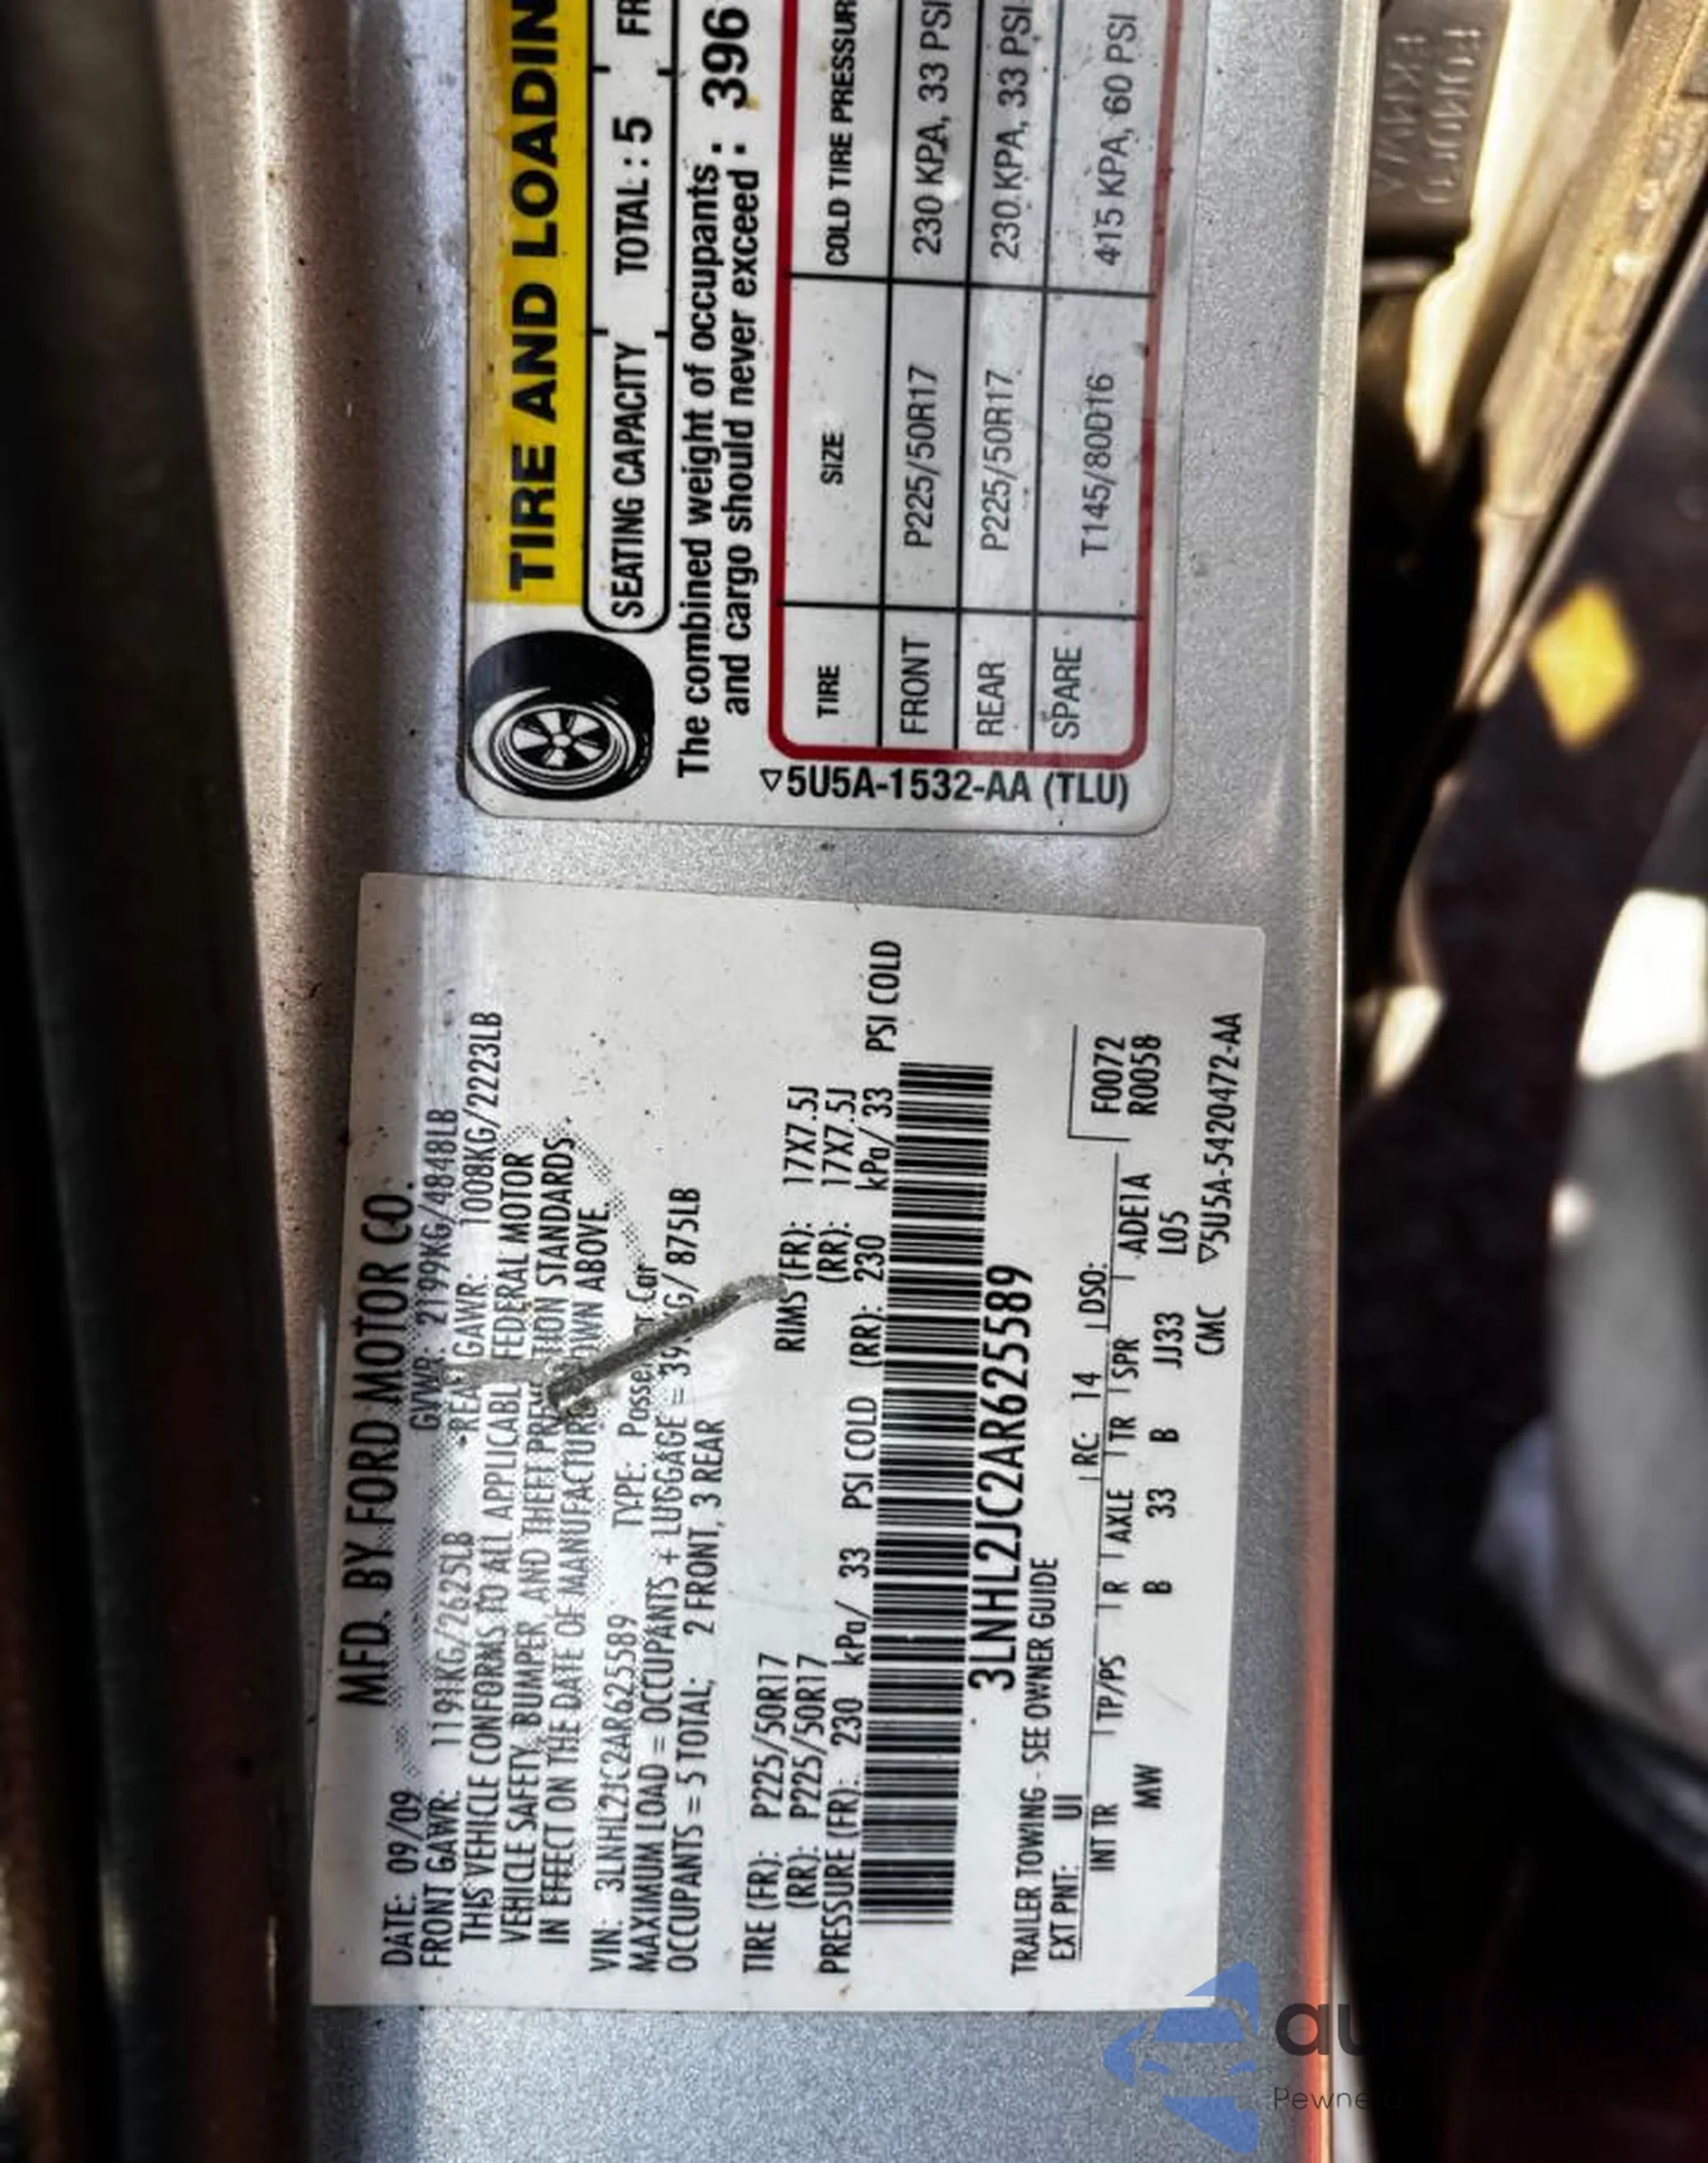 MFD. BY FORD MOTOR CO.
DATE: 09/09 GVWR: 2199KG/4848LB
FRONT GAWR: 1191KG/2625LB REAR GAWR: 1008KG/2223LB
THIS VEHICLE CONFORMS TO ALL APPLICABLE FEDERAL MOTOR
VEHICLE SAFETY, BUMPER, AND THEFT STANDARDS
IN EFFECT ON THE DATE OF MANUFACTURE ABOVE.
VIN: 3LNHL2JC2AR625589 TYPE: Passenger Car
MAXIMUM LOAD = OCCUPANTS + LUGGAGE = / 875LB
OCCUPANTS = 5 TOTAL; 2 FRONT, 3 REAR
TIRE (FR): P225/50R17 RIMS (FR): 17X7.5J
(RR): P225/50R17 (RR): 17X7.5J
PRESSURE (FR): 230 kPa/ 33 PSI COLD (RR): 230 kPa/ 33 PSI COLD
3LNHL2JC2AR625589
TRAILER TOWING - SEE OWNER GUIDE
EXT PNT: UI RC: 14 DSO:
INT TR TP/PS R AXLE TR SPR ADE1A F0072
MW B 33 B JJ33 L05 R0058
CMC ▽5U5A-5420472-AA
TIRE AND LOADIN
SEATING CAPACITY TOTAL : 5 FR
The combined weight of occupants
and cargo should never exceed : 396
TIRE SIZE COLD TIRE PRESSUR
FRONT P225/50R17 230 KPA, 33 PSI
REAR P225/50R17 230 KPA, 33 PSI
SPARE T145/80D16 415 KPA, 60 PSI
▽5U5A-1532-AA (TLU)
FOMOCO